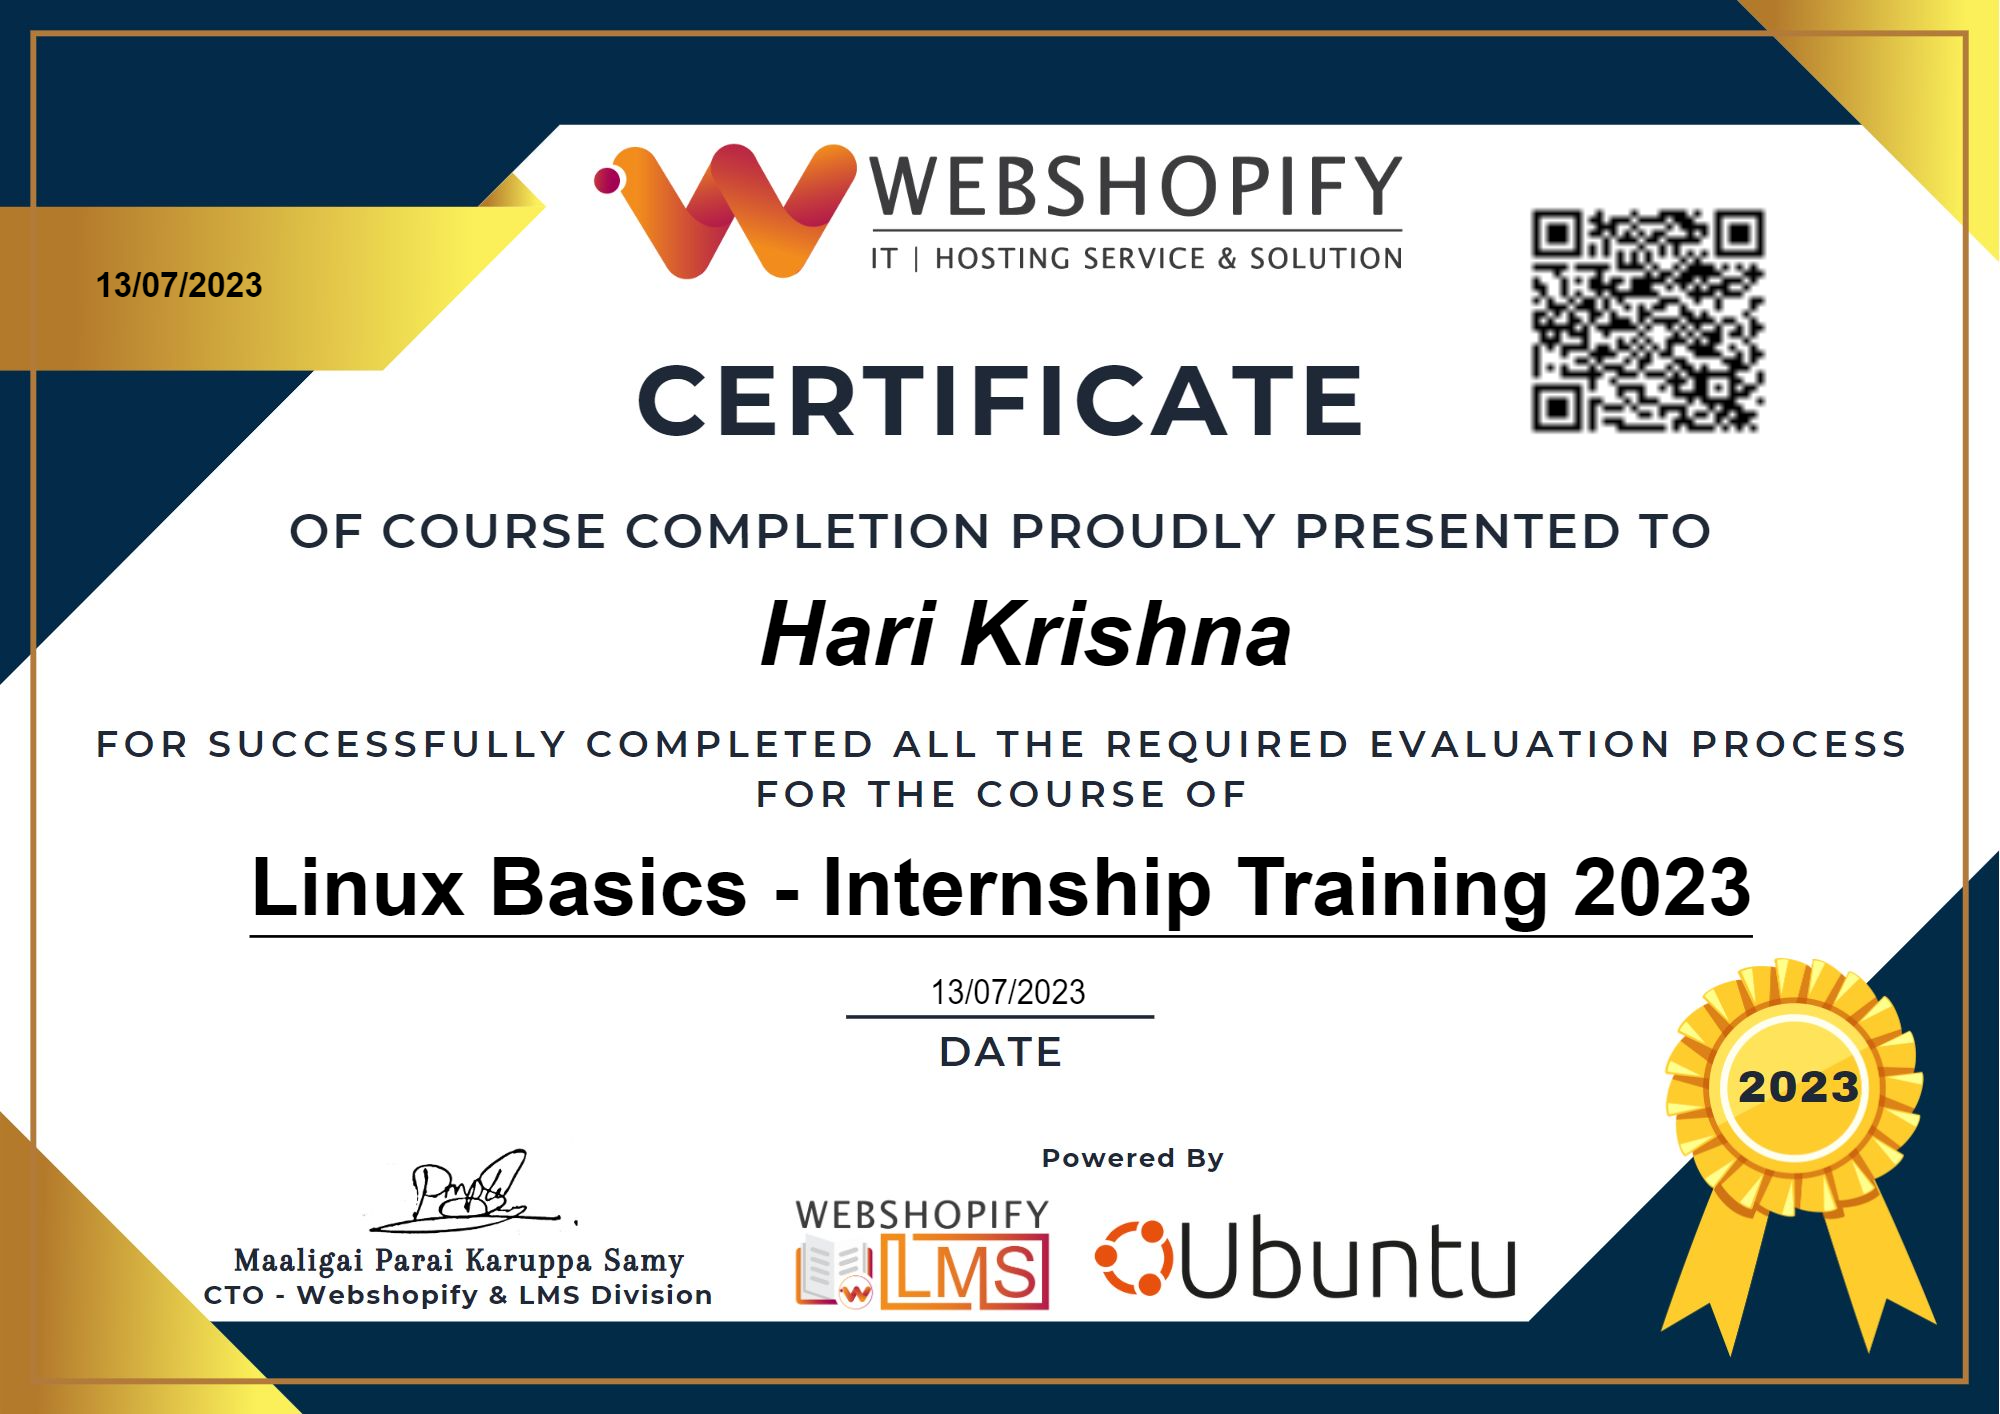 WEBSHOPIFY
IT | HOSTING SERVICE & SOLUTION
13/07/2023
CERTIFICATE
OF COURSE COMPLETION PROUDLY PRESENTED TO
Hari Krishna
FOR SUCCESSFULLY COMPLETED ALL THE REQUIRED EVALUATION PROCESS
FOR THE COURSE OF
Linux Basics - Internship Training 2023
13/07/2023
DATE
2023
Maaligai Parai Karuppa Samy
CTO - Webshopify & LMS Division
Powered By
WEBSHOPIFY
LMS
Ubuntu